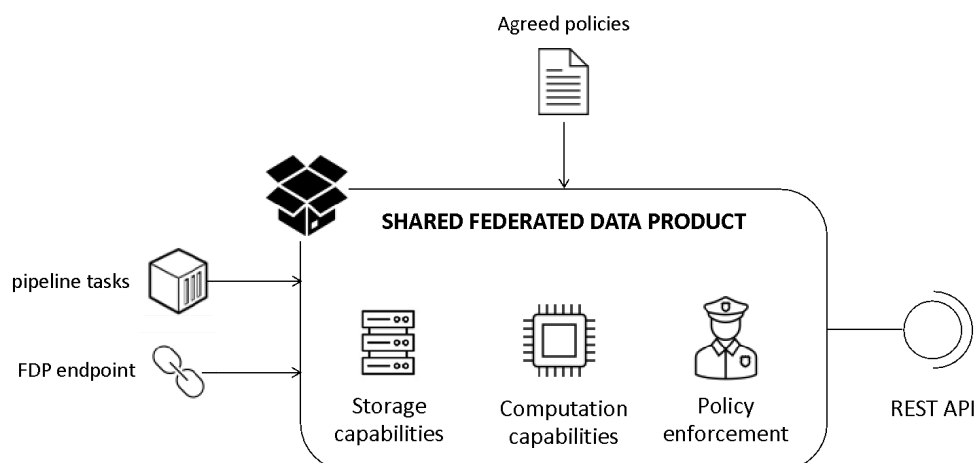 Agreed policies
SHARED FEDERATED DATA PRODUCT
pipeline tasks
FDP endpoint
Storage
capabilities
Computation
capabilities
Policy
enforcement
REST API